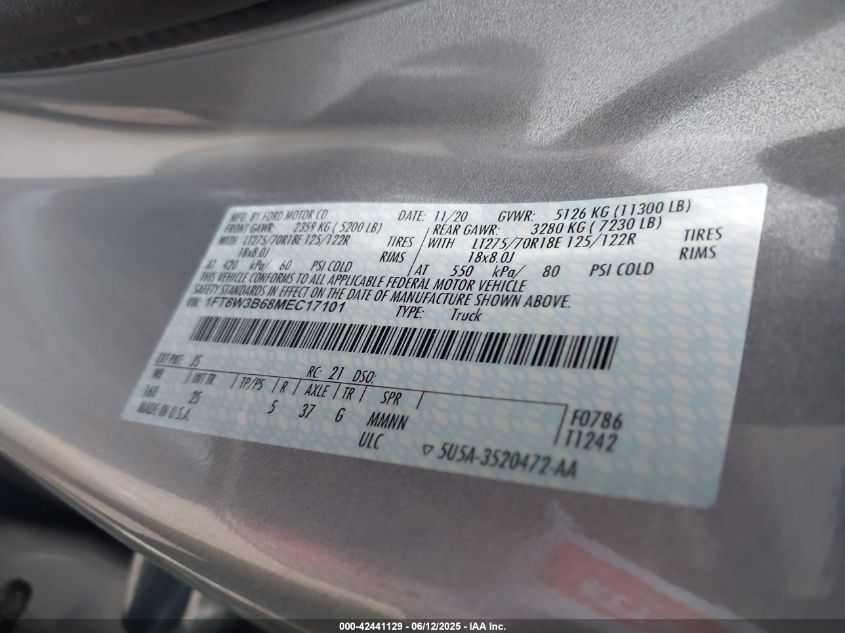 MFD. BY FORD MOTOR CO. DATE: 11/20 GVWR: 5126 KG (11300 LB)
FRONT GAWR: 2359 KG (5200 LB) REAR GAWR: 3280 KG (7230 LB)
WITH LT275/70R18E 125/122R TIRES WITH LT275/70R18E 125/122R TIRES
18x8.0J RIMS 18x8.0J RIMS
AT 420 kPa/ 60 PSI COLD AT 550 kPa/ 80 PSI COLD
THIS VEHICLE CONFORMS TO ALL APPLICABLE FEDERAL MOTOR VEHICLE
SAFETY STANDARDS IN EFFECT ON THE DATE OF MANUFACTURE SHOWN ABOVE.
VIN: 1FT8W3B68MEC17101 TYPE: Truck
EXT PNT: JS RC: 21 DSO:
WB INT TR TP/PS R AXLE TR SPR
160 25 5 37 G MMNN F0786
MADE IN U.S.A. ULC T1242
5U5A-3520472-AA
000-42441129 - 06/12/2025 - IAA Inc.